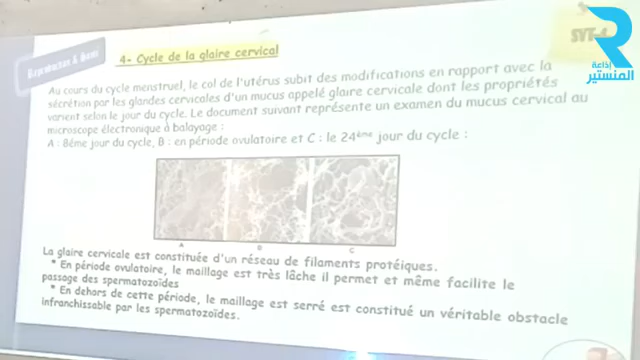 Reproduction & Santé
SVT-4
إذاعة
المنستير
4- Cycle de la glaire cervical
Au cours du cycle menstruel, le col de l'utérus subit des modifications en rapport avec la
sécrétion par les glandes cervicales d'un mucus appelé glaire cervicale dont les propriétés
varient selon le jour du cycle. Le document suivant représente un examen du mucus cervical au
microscope électronique à balayage :
A : 8éme jour du cycle, B : en période ovulatoire et C : le 24ème jour du cycle :
A B C
La glaire cervicale est constituée d'un réseau de filaments protéiques.
* En période ovulatoire, le maillage est très lâche il permet et même facilite le
passage des spermatozoïdes
* En dehors de cette période, le maillage est serré est constitué un véritable obstacle
infranchissable par les spermatozoïdes.